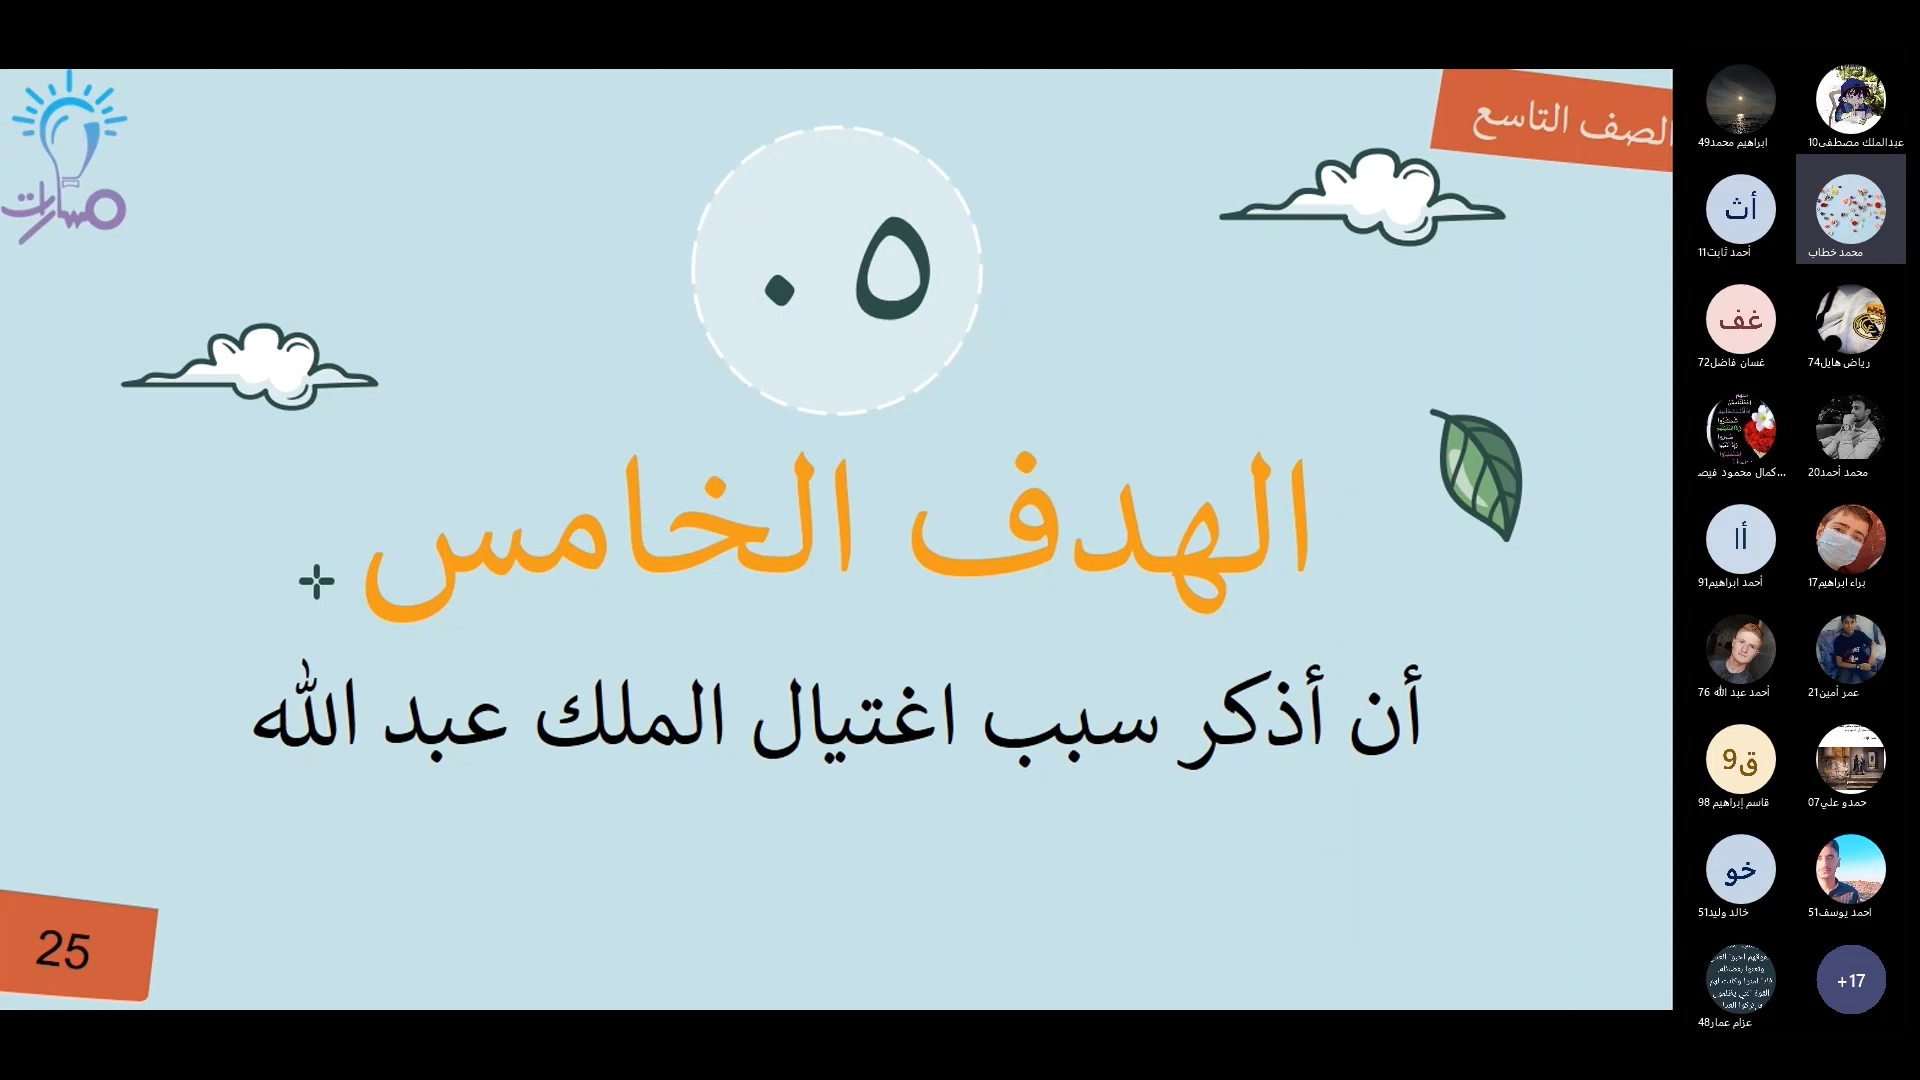 الصف التاسع
مسارات
٠٥
الهدف الخامس
أن أذكر سبب اغتيال الملك عبد الله
25
ابراهيم محمد49
عبدالملك مصطفى10
أث
أحمد ثابت11
محمد خطاب
غف
غسان فاضل72
رياض هايل74
كمال محمود فيص...
محمد أحمد20
أا
أحمد ابراهيم91
براء ابراهيم17
أحمد عبد الله 76
عمر أمين21
ق9
قاسم إبراهيم 98
حمدو علي07
خو
خالد وليد51
احمد يوسف51
عزام عمار48
+17